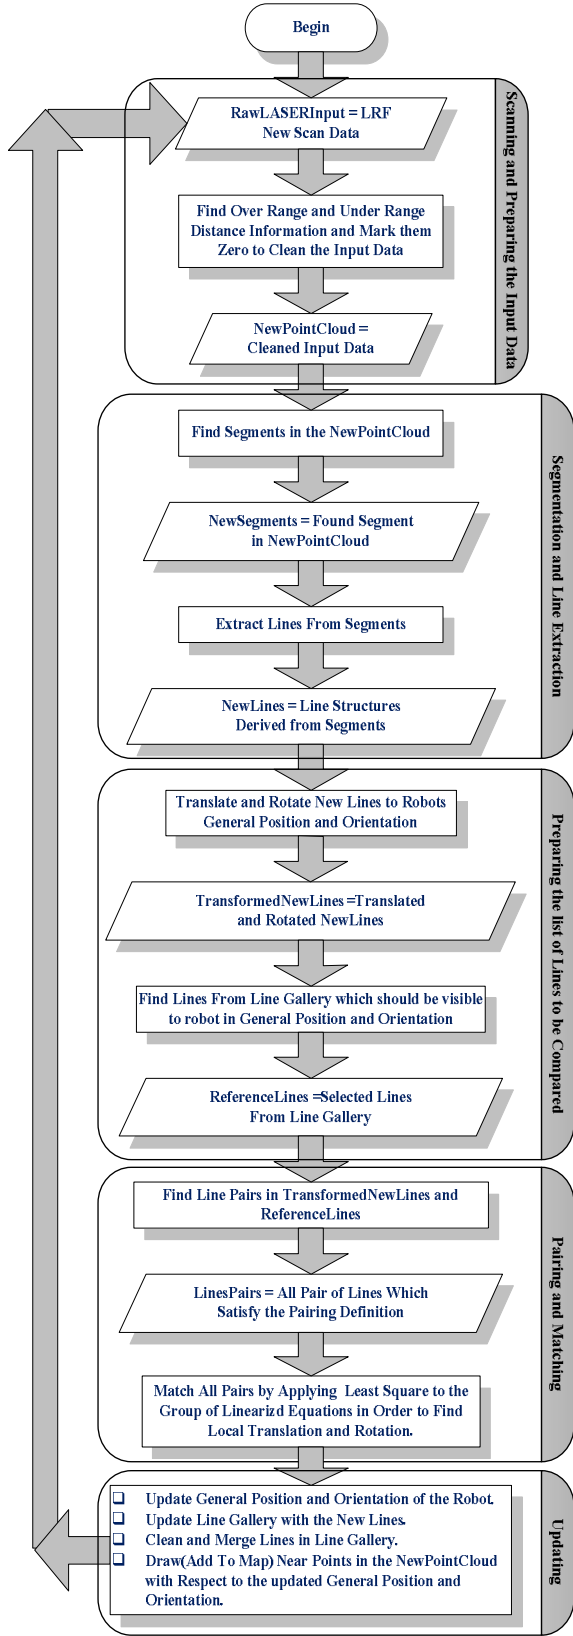 Begin
Scanning and Preparing the Input Data
RawLASERInput = LRF
New Scan Data
Find Over Range and Under Range
Distance Information and Mark them
Zero to Clean the Input Data
NewPointCloud =
Cleaned Input Data
Segmentation and Line Extraction
Find Segments in the NewPointCloud
NewSegments = Found Segment
in NewPointCloud
Extract Lines From Segments
NewLines = Line Structures
Derived from Segments
Preparing the list of Lines to be Compared
Translate and Rotate New Lines to Robots
General Position and Orientation
TransformedNewLines =Translated
and Rotated NewLines
Find Lines From Line Gallery which should be visible
to robot in General Position and Orientation
ReferenceLines =Selected Lines
From Line Gallery
Pairing and Matching
Find Line Pairs in TransformedNewLines and
ReferenceLines
LinesPairs = All Pair of Lines Which
Satisfy the Pairing Definition
Match All Pairs by Applying Least Square to the
Group of Linearizd Equations in Order to Find
Local Translation and Rotation.
Updating
❑ Update General Position and Orientation of the Robot.
❑ Update Line Gallery with the New Lines.
❑ Clean and Merge Lines in Line Gallery.
❑ Draw(Add To Map) Near Points in the NewPointCloud
with Respect to the updated General Position and
Orientation.